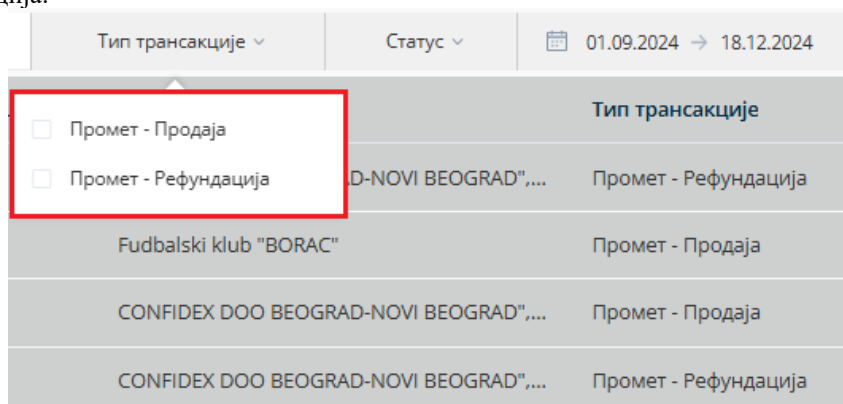 ција.
Тип трансакције Статус 01.09.2024 → 18.12.2024
Тип трансакције
Промет - Продаја
Промет - Рефундација
D-NOVI BEOGRAD",... Промет - Рефундација
Fudbalski klub "BORAC" Промет - Продаја
CONFIDEX DOO BEOGRAD-NOVI BEOGRAD",... Промет - Продаја
CONFIDEX DOO BEOGRAD-NOVI BEOGRAD",... Промет - Рефундација